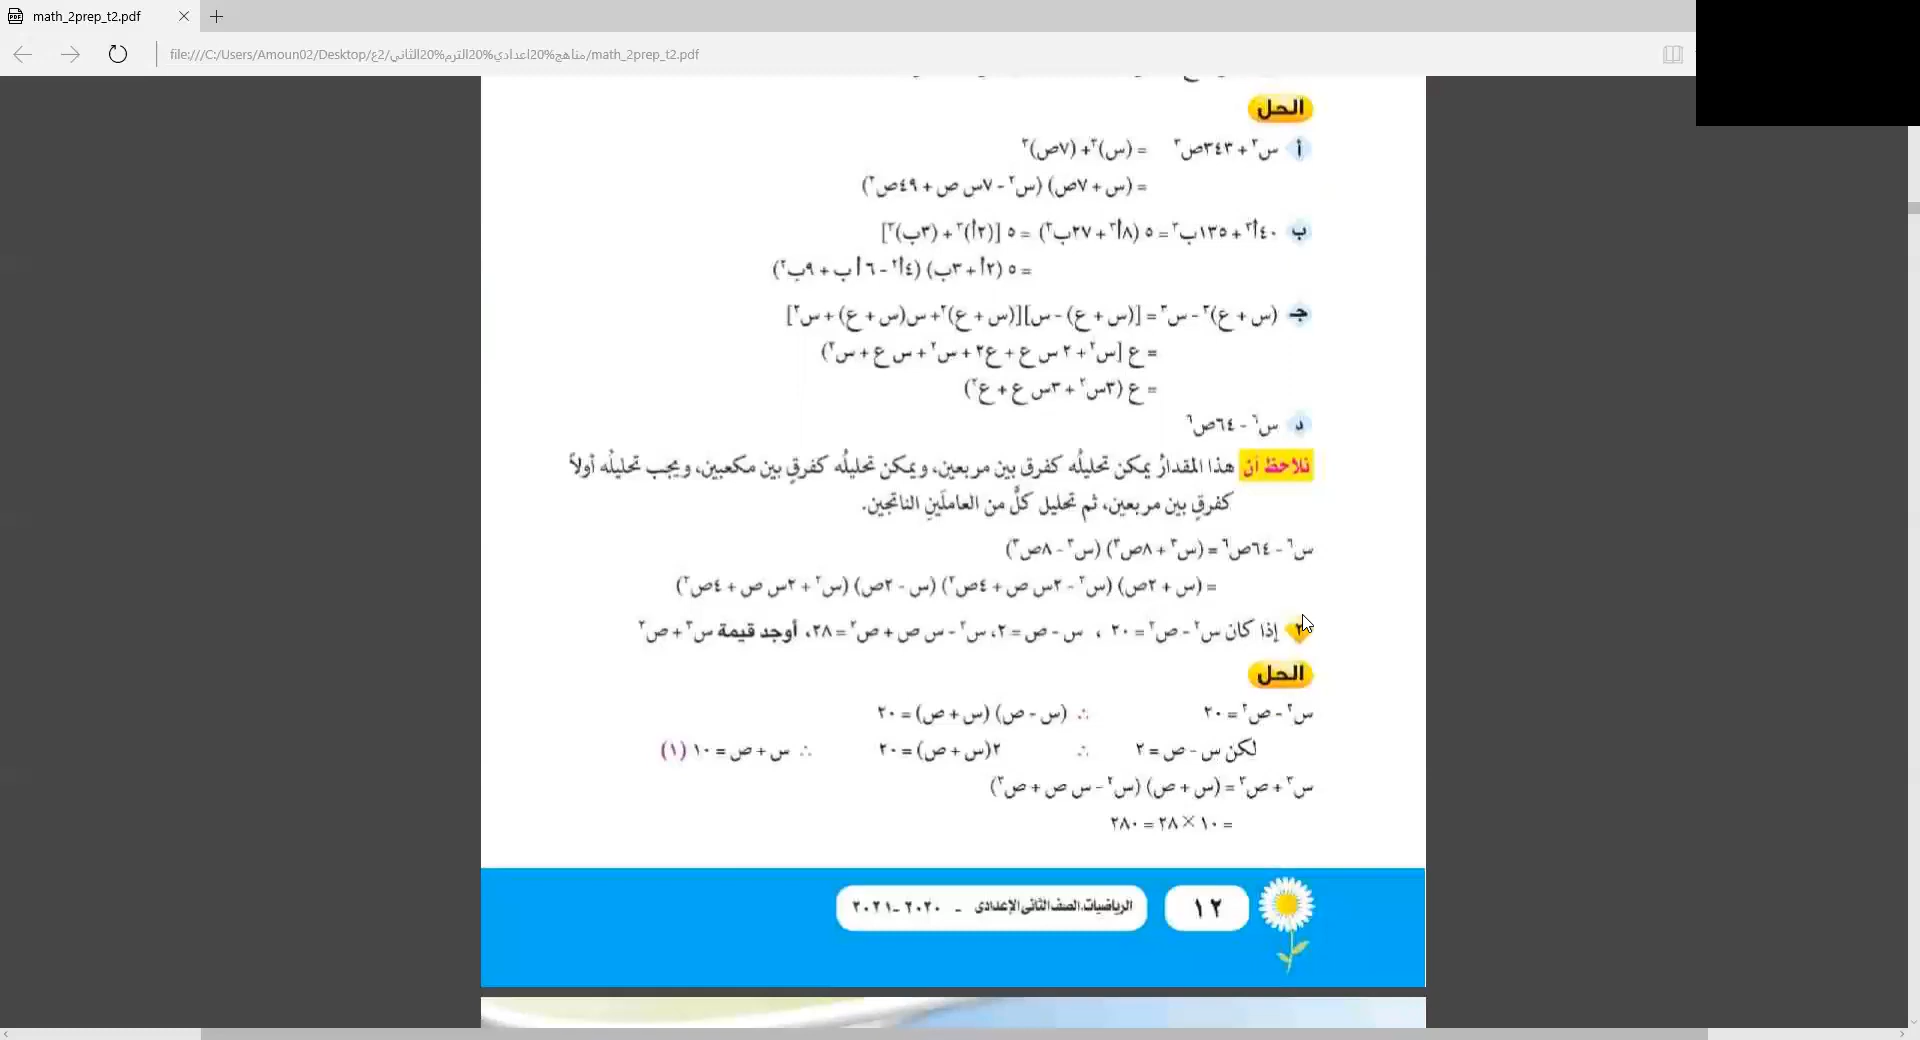 math_2prep_t2.pdf
file:///C:/Users/Amoun02/Desktop/ع2/مناهج%20اعدادي%20الترم%20الثاني/math_2prep_t2.pdf
الحل
أ س٣ + ٣٤٣ص٣ = (س)٣ + (٧ص)٣
= (س + ٧ص) (س٢ - ٧س ص + ٤٩ص٢)
ب ٤٠أ٣ + ١٣٥ب٣ = ٥ (٨أ٣ + ٢٧ب٣) = ٥ [(٢أ)٣ + (٣ب)٣]
= ٥ (٢أ + ٣ب) (٤أ٢ - ٦أب + ٩ب٢)
جـ (س + ع)٣ - س٣ = [(س + ع) - س][(س + ع)٢ + س(س + ع) + س٢]
= ع [س٢ + ٢ س ع + ع٢ + س٢ + س ع + س٢)
= ع (٣س٢ + ٣س ع + ع٢)
د س٦ - ٦٤ص٦
نلاحظ أن هذا المقدارُ يمكن تحليلُه كفرق بين مربعين، ويمكن تحليلُه كفرقٍ بين مكعبين، ويجب تحليلُه أولاً
كفرقٍ بين مربعين، ثم تحليل كلٍّ من العاملَينِ الناتجين.
س٦ - ٦٤ص٦ = (س٣ + ٨ص٣) (س٣ - ٨ص٣)
= (س + ٢ص) (س٢ - ٢س ص + ٤ص٢) (س - ٢ص) (س٢ + ٢س ص + ٤ص٢)
٢ إذا كان س٢ - ص٢ = ٢٠ ، س - ص = ٢، س٢ - س ص + ص٢ = ٢٨، أوجد قيمة س٣ + ص٣
الحل
س٢ - ص٢ = ٢٠ ∴ (س - ص) (س + ص) = ٢٠
لكن س - ص = ٢ ∴ ٢(س + ص) = ٢٠ ∴ س + ص = ١٠ (١)
س٣ + ص٣ = (س + ص) (س٢ - س ص + ص٢)
= ١٠ × ٢٨ = ٢٨٠
١٢ الرياضيات، الصف الثانى الإعدادى - ٢٠٢٠ - ٢٠٢١